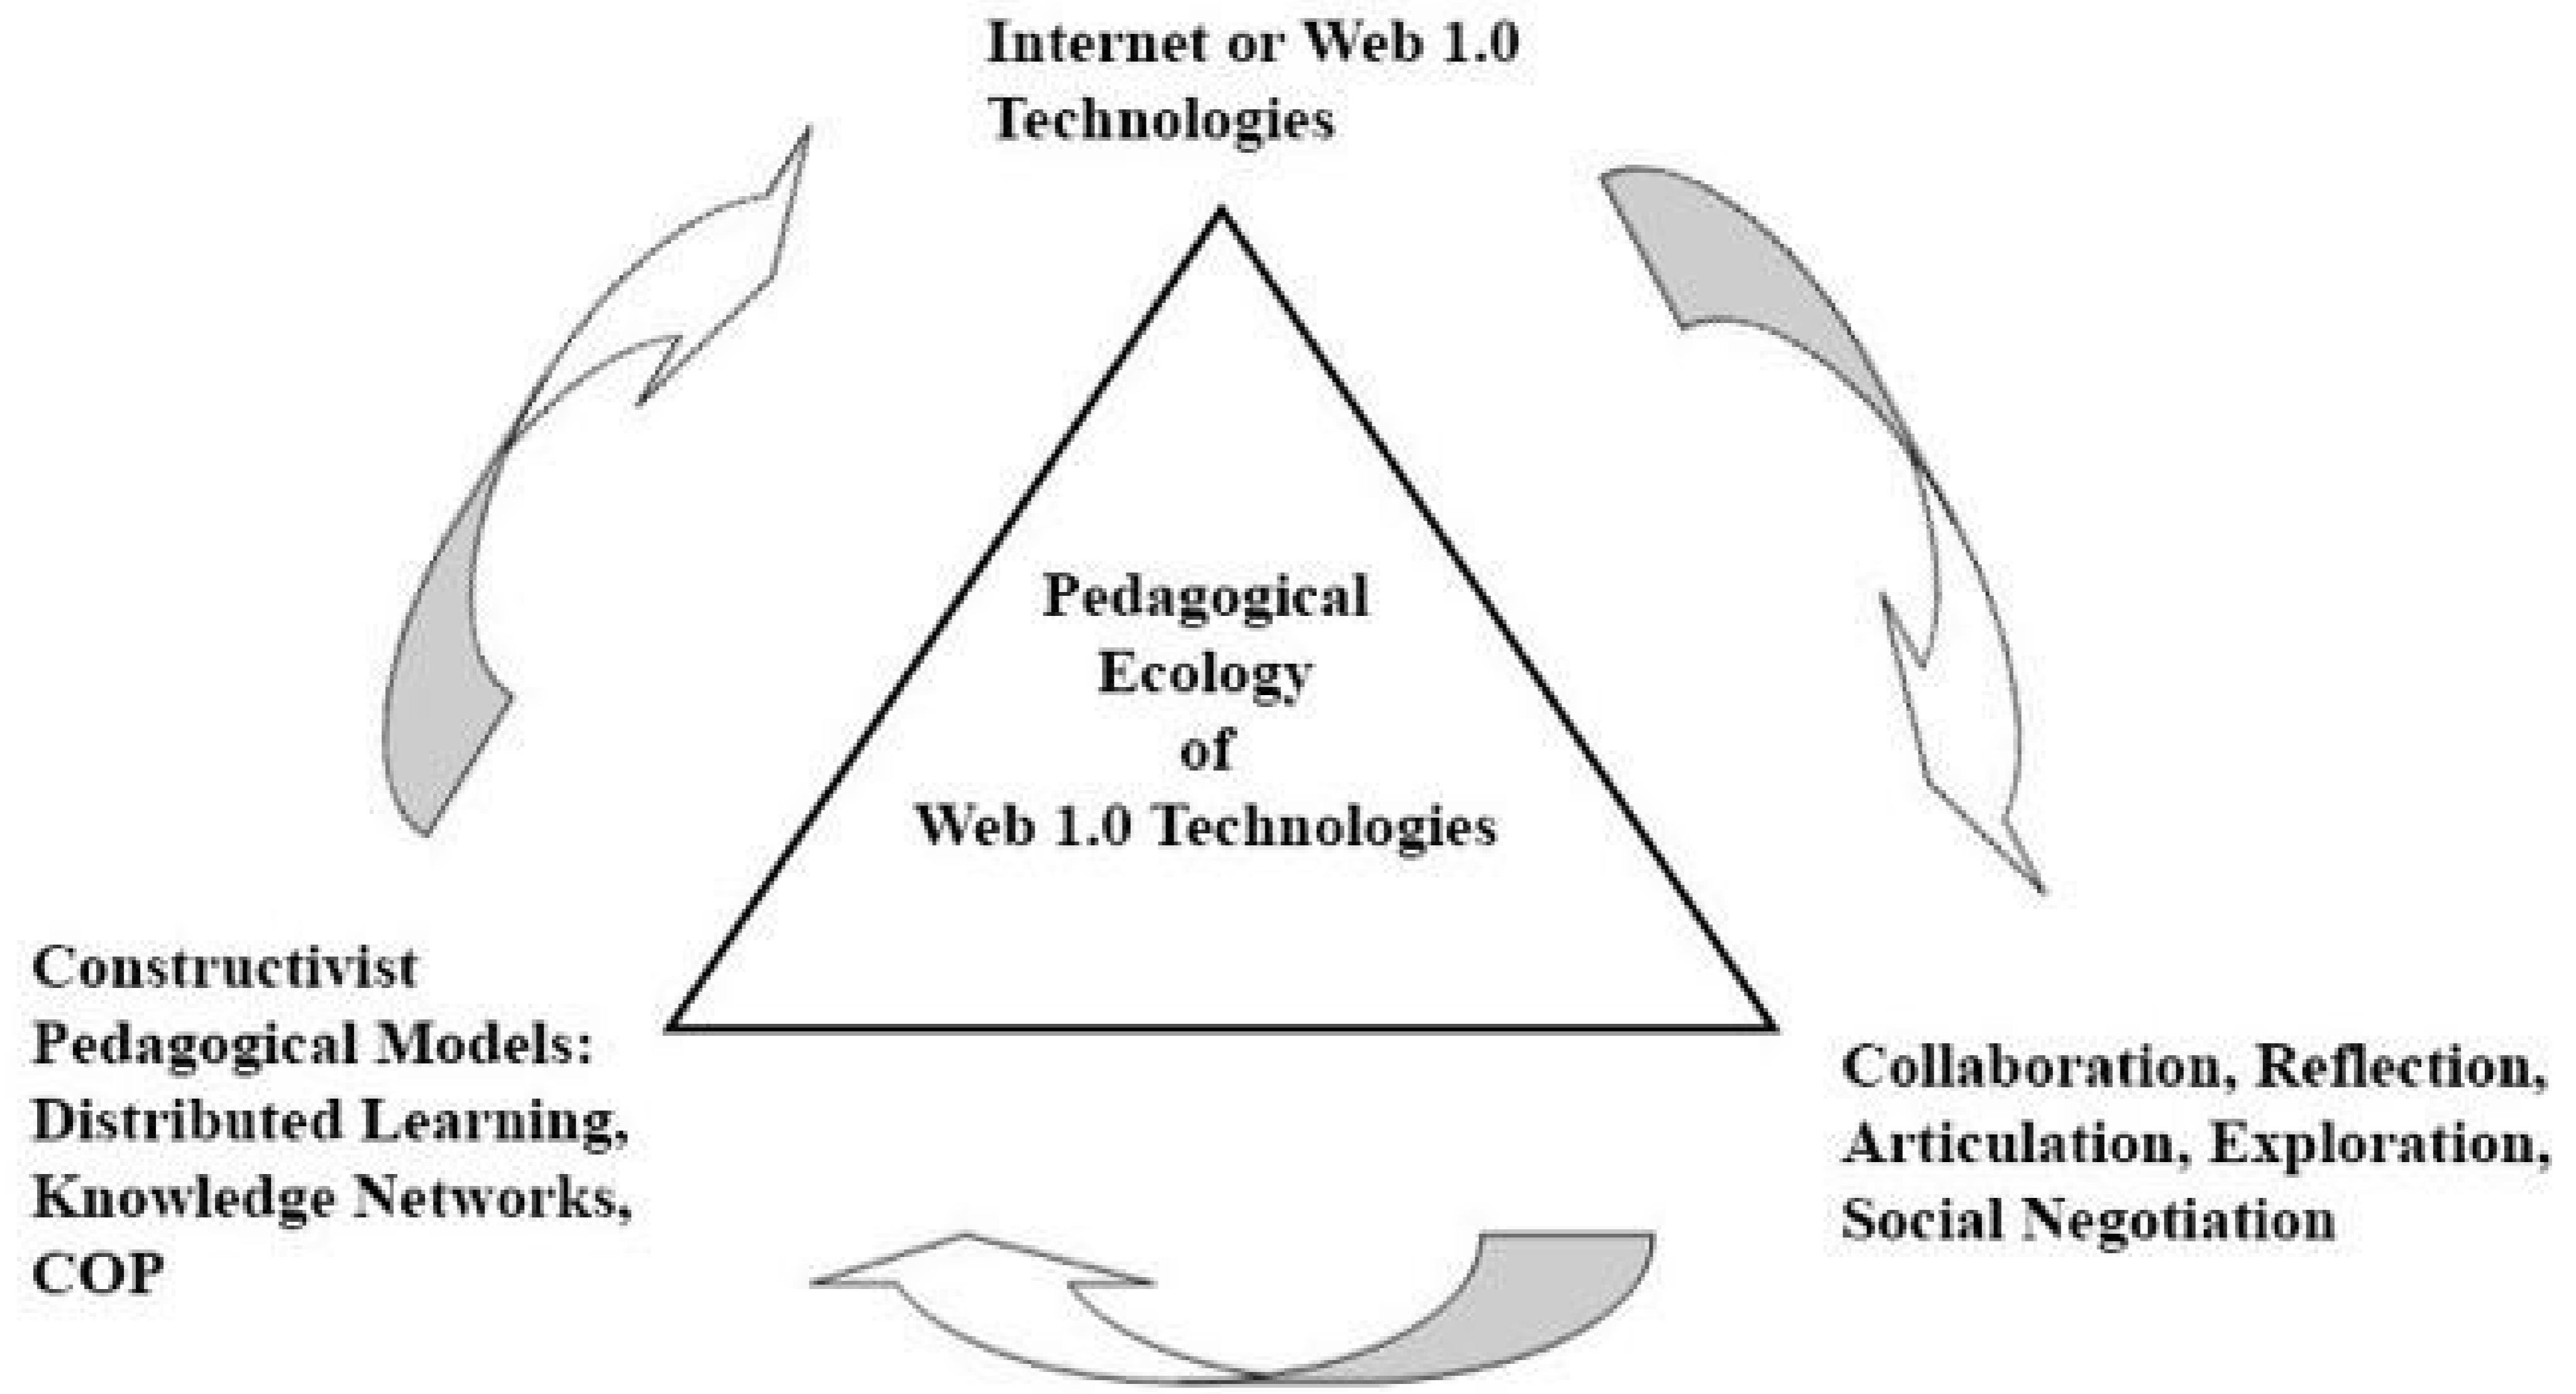 Internet or Web 1.0
Technologies
Pedagogical
Ecology
of
Web 1.0 Technologies
Constructivist
Pedagogical Models:
Distributed Learning,
Knowledge Networks,
COP
Collaboration, Reflection,
Articulation, Exploration,
Social Negotiation